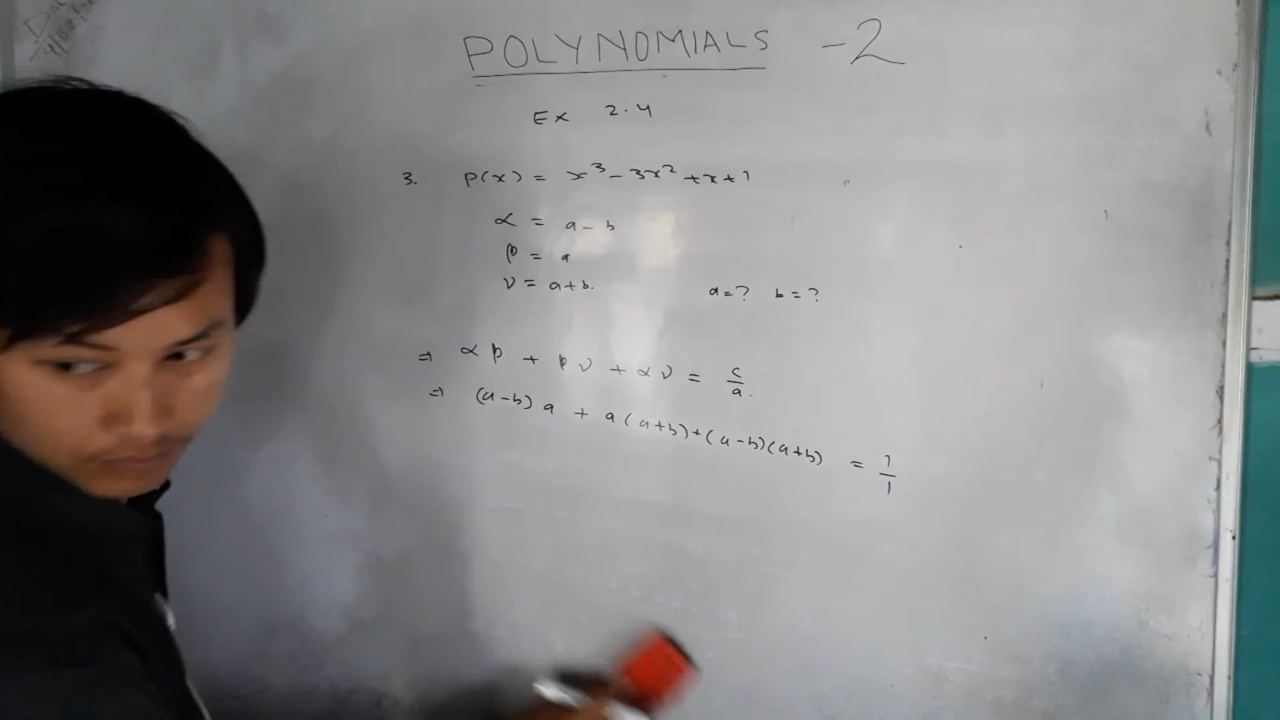 POLYNOMIALS -2
Ex 2.4
3. p(x) = x³ - 3x² + x + 1
α = a - b
β = a
γ = a + b.
a = ? b = ?
⇒ αβ + βγ + αγ = c/a.
⇒ (a-b) a + a(a+b) + (a-b)(a+b) = 1/1